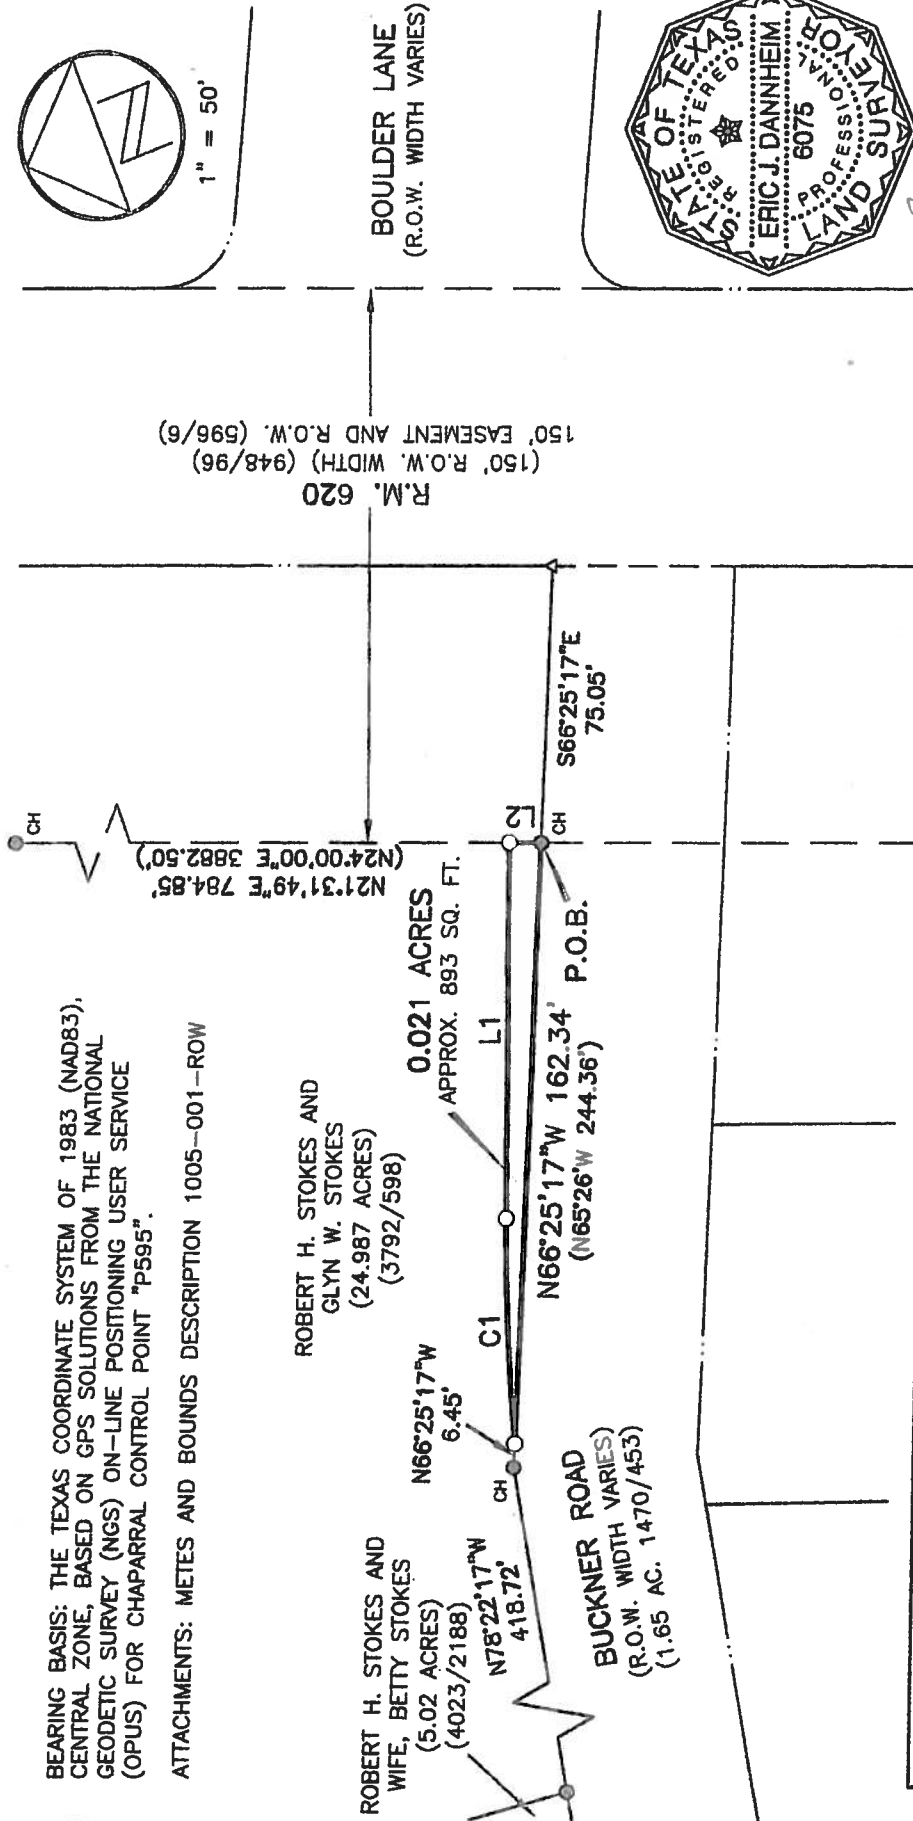 BEARING BASIS: THE TEXAS COORDINATE SYSTEM OF 1983 (NAD83),
CENTRAL ZONE, BASED ON GPS SOLUTIONS FROM THE NATIONAL
GEODETIC SURVEY (NGS) ON-LINE POSITIONING USER SERVICE
(OPUS) FOR CHAPARRAL CONTROL POINT "P595".
ATTACHMENTS: METES AND BOUNDS DESCRIPTION 1005-001-ROW
N
1" = 50'
BOULDER LANE
(R.O.W. WIDTH VARIES)
R.M. 620
(150' R.O.W. WIDTH) (948/96)
150' EASEMENT AND R.O.W. (596/6)
CH
N21°31'49"E 784.85'
(N24°00'00"E 3882.50')
ROBERT H. STOKES AND
GLYN W. STOKES
(24.987 ACRES)
(3792/598)
0.021 ACRES
APPROX. 893 SQ. FT.
ROBERT H. STOKES AND
WIFE, BETTY STOKES
(5.02 ACRES)
(4023/2188)
N78°22'17"W
418.72'
N66°25'17"W
6.45'
CH
C1
L1
L2
CH
P.O.B.
N66°25'17"W 162.34'
(N65°26'W 244.36')
S66°25'17"E
75.05'
BUCKNER ROAD
(R.O.W. WIDTH VARIES)
(1.65 AC. 1470/453)
STATE OF TEXAS
REGISTERED
ERIC J. DANNHEIM
6075
PROFESSIONAL
LAND SURVEYOR